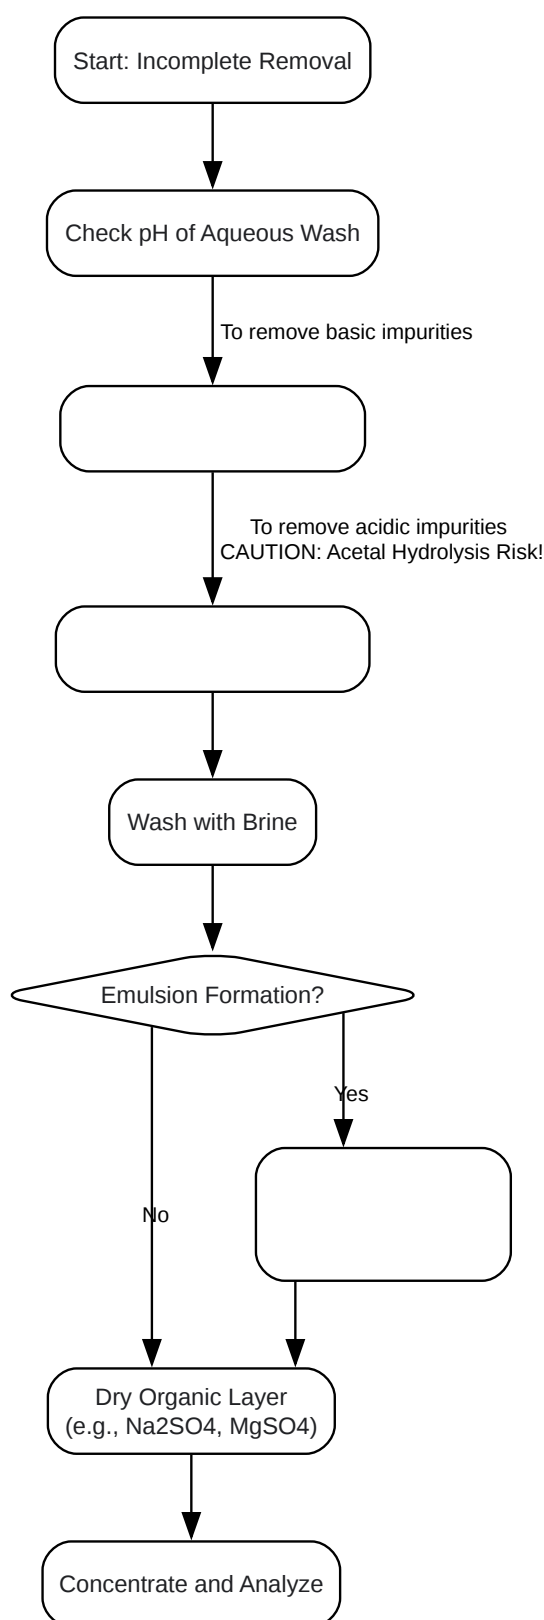 Start: Incomplete Removal
Check pH of Aqueous Wash
To remove basic impurities
To remove acidic impurities
CAUTION: Acetal Hydrolysis Risk!
Wash with Brine
Emulsion Formation?
Yes
No
Dry Organic Layer
(e.g., Na2SO4, MgSO4)
Concentrate and Analyze